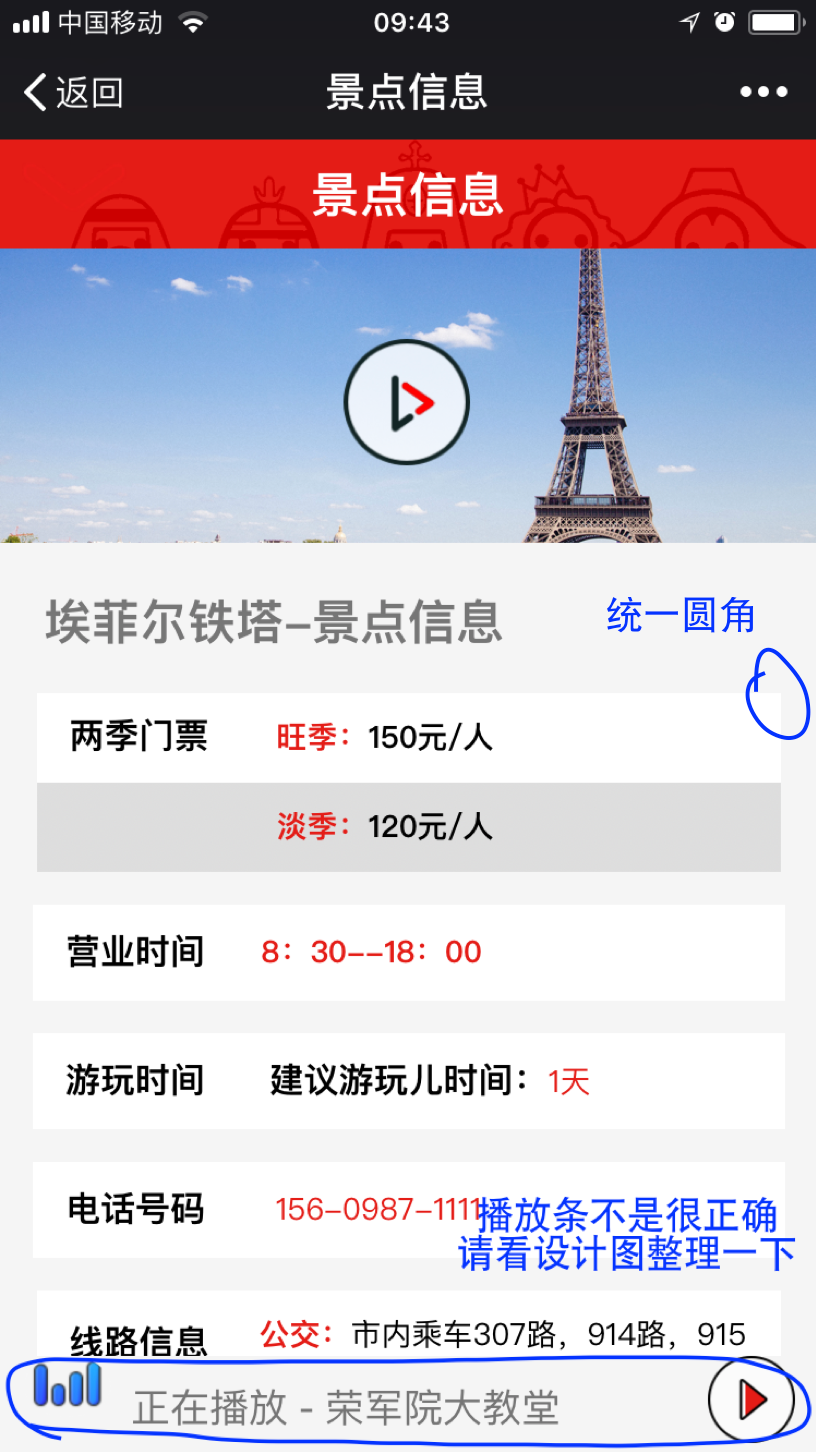 中国移动 09:43
返回 景点信息
景点信息
埃菲尔铁塔–景点信息
统一圆角
两季门票 旺季：150元/人
淡季：120元/人
营业时间 8：30--18：00
游玩时间 建议游玩儿时间：1天
电话号码 156-0987-1111
播放条不是很正确
请看设计图整理一下
线路信息 公交：市内乘车307路，914路，915
正在播放 - 荣军院大教堂